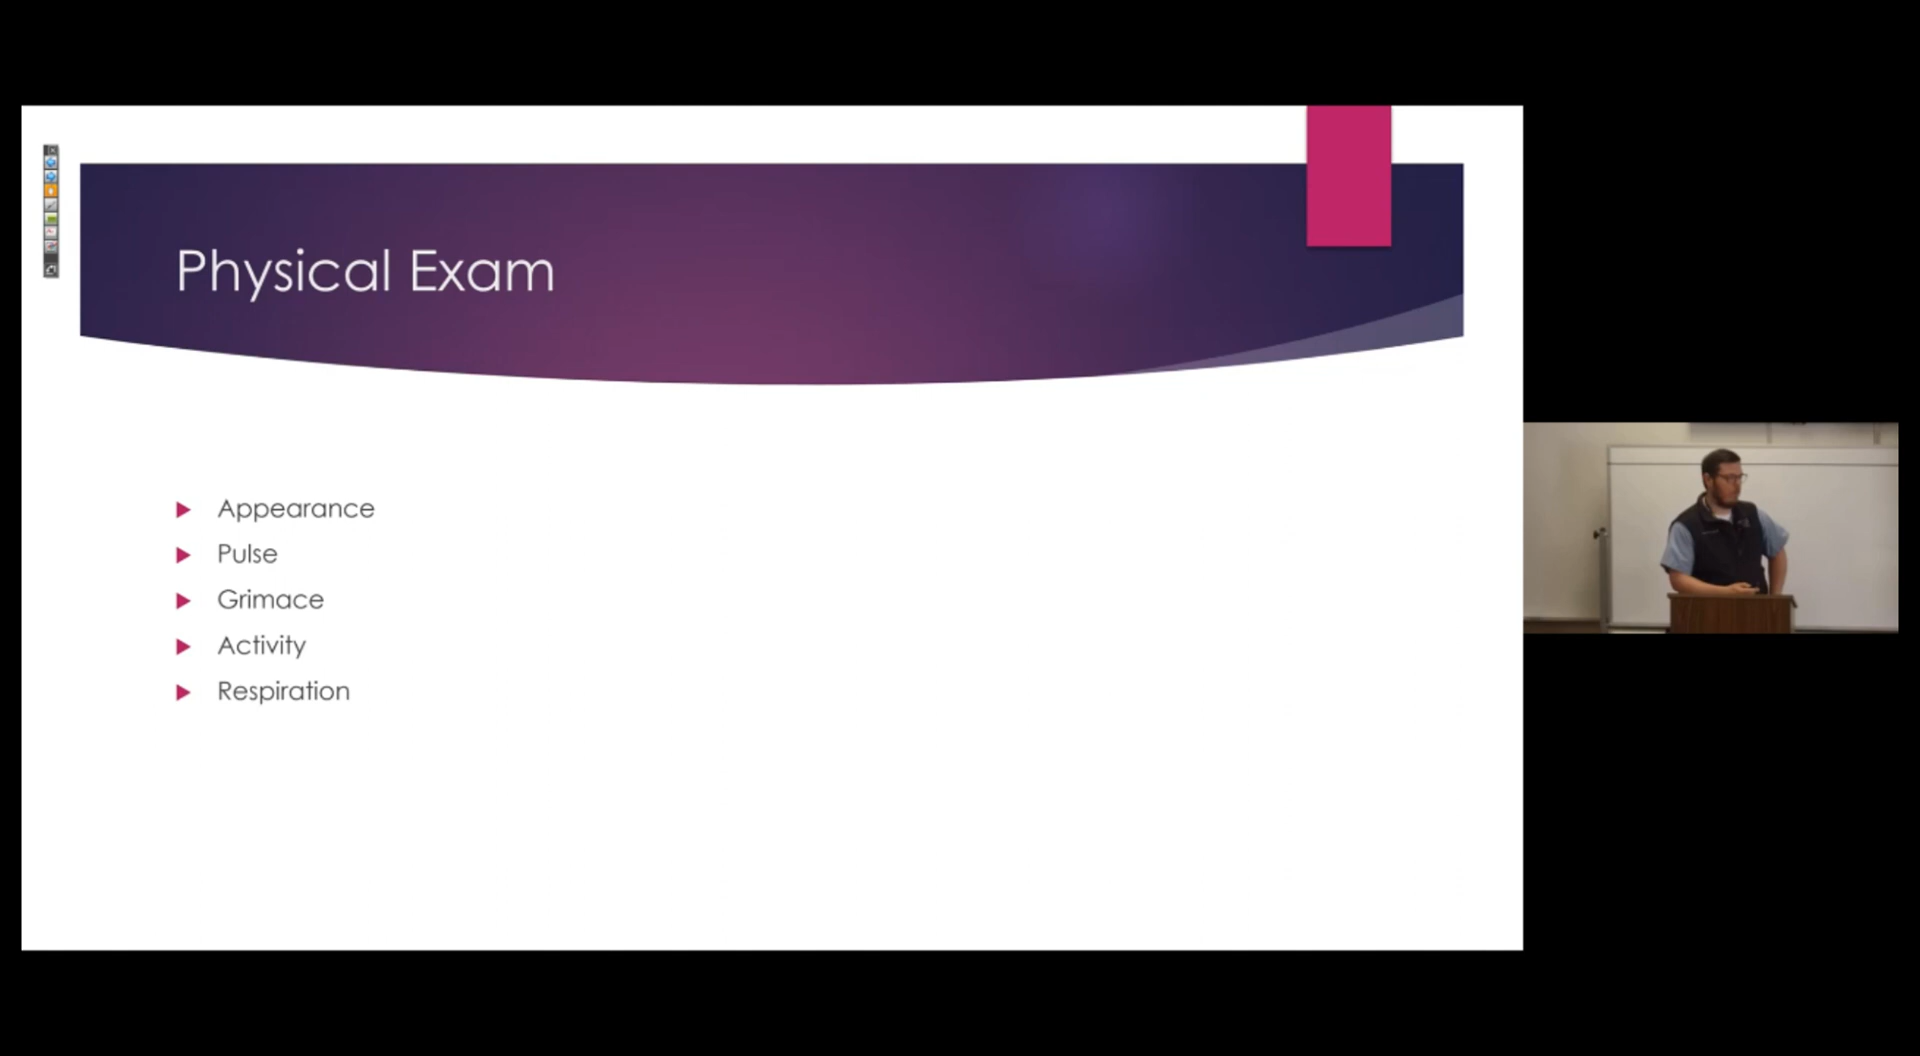 Physical Exam
Appearance
Pulse
Grimace
Activity
Respiration